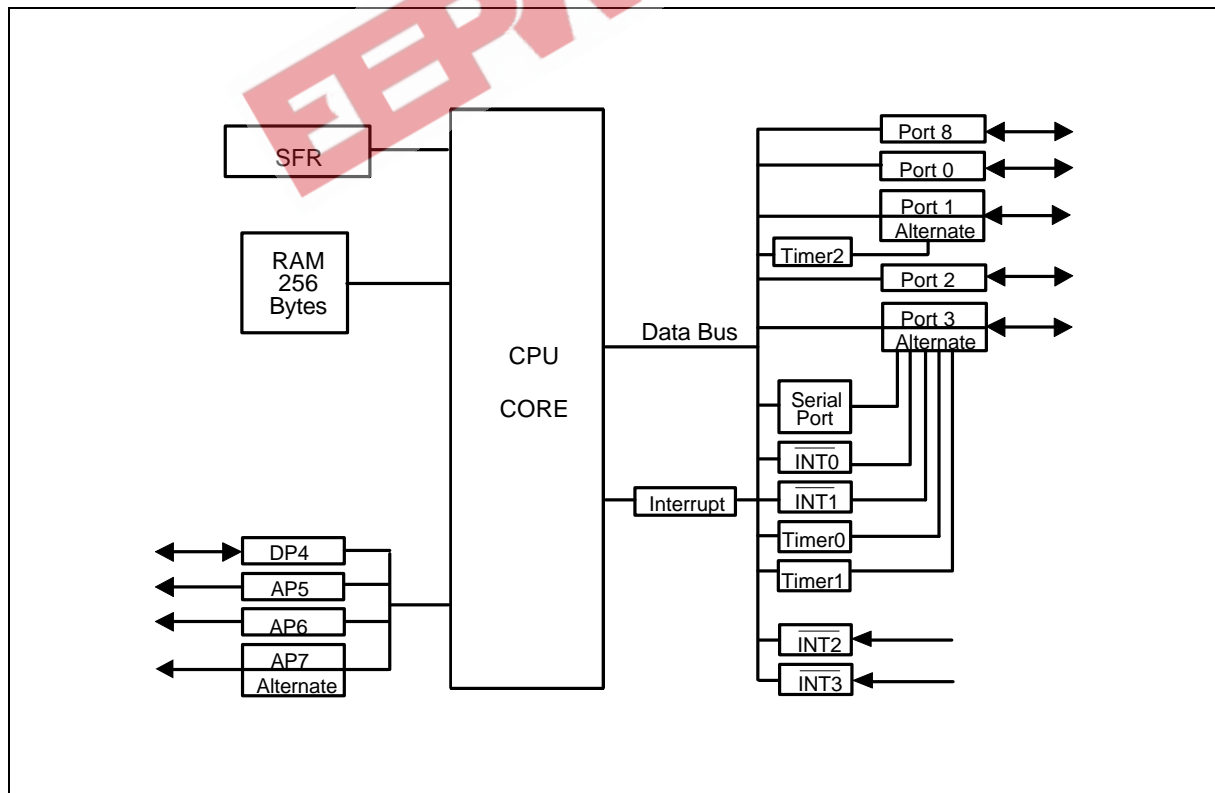 SFR
RAM
256
Bytes
CPU
CORE
Data Bus
Interrupt
Port 8
Port 0
Port 1
Alternate
Timer2
Port 2
Port 3
Alternate
Serial
Port
INT0
INT1
Timer0
Timer1
INT2
INT3
DP4
AP5
AP6
AP7
Alternate